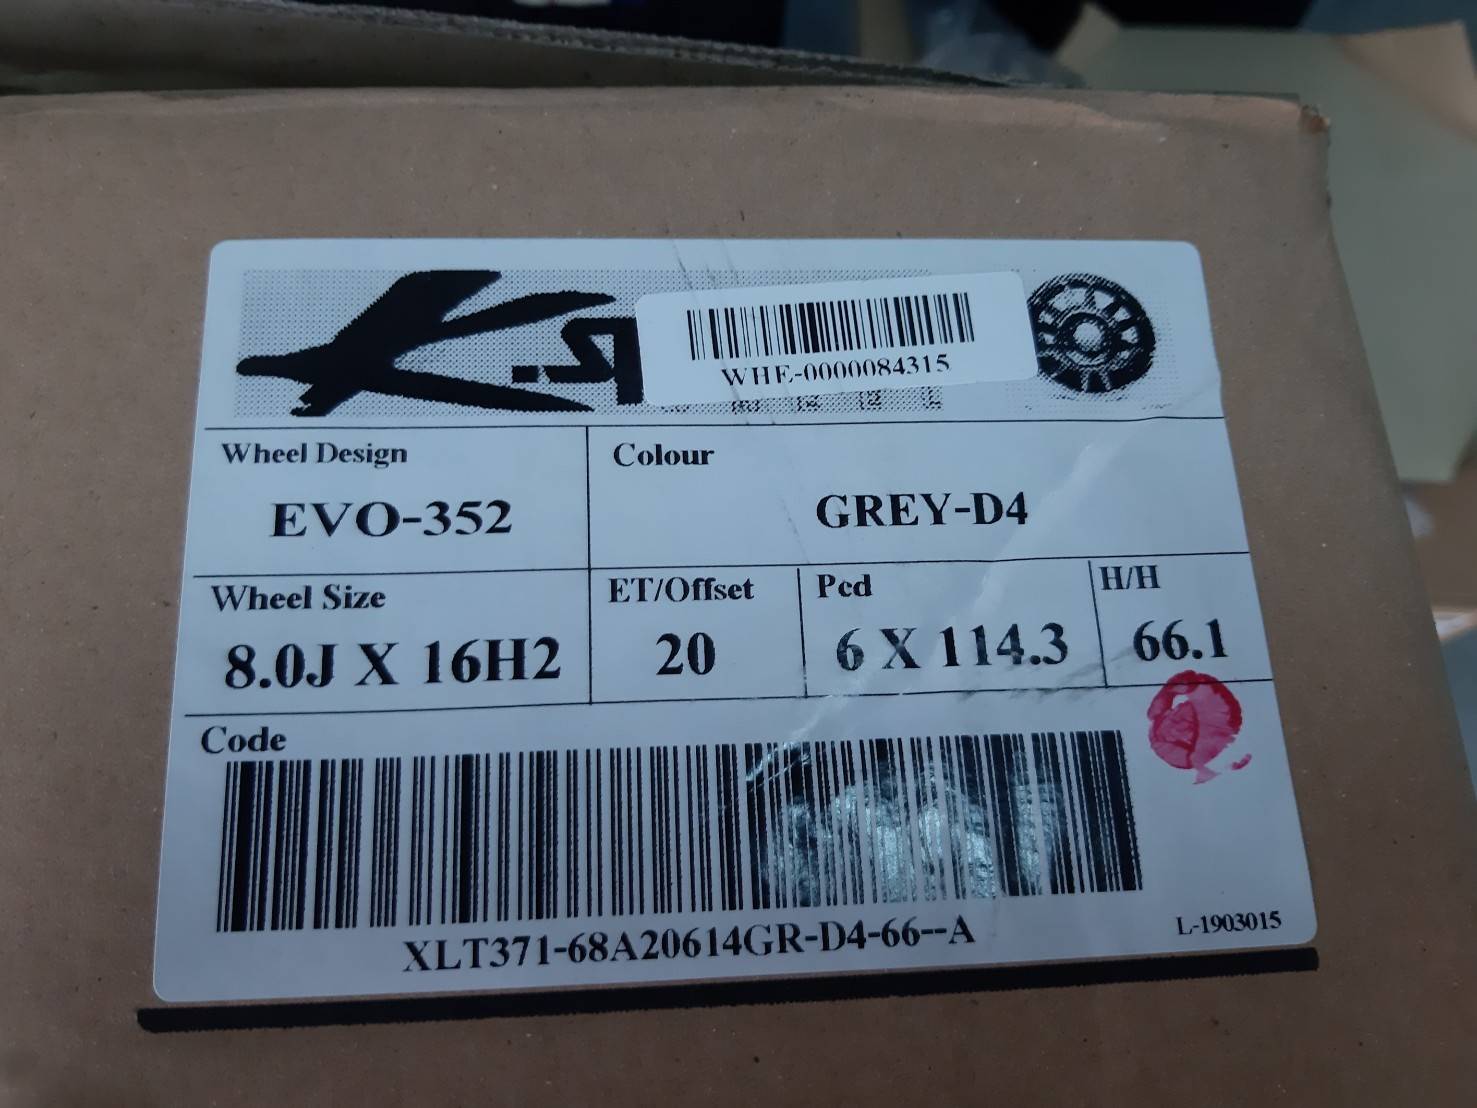 WHE-0000084315
Wheel Design
Colour
EVO-352
GREY-D4
Wheel Size
ET/Offset
Pcd
H/H
8.0J X 16H2
20
6 X 114.3
66.1
Code
XLT371-68A20614GR-D4-66--A
L-1903015